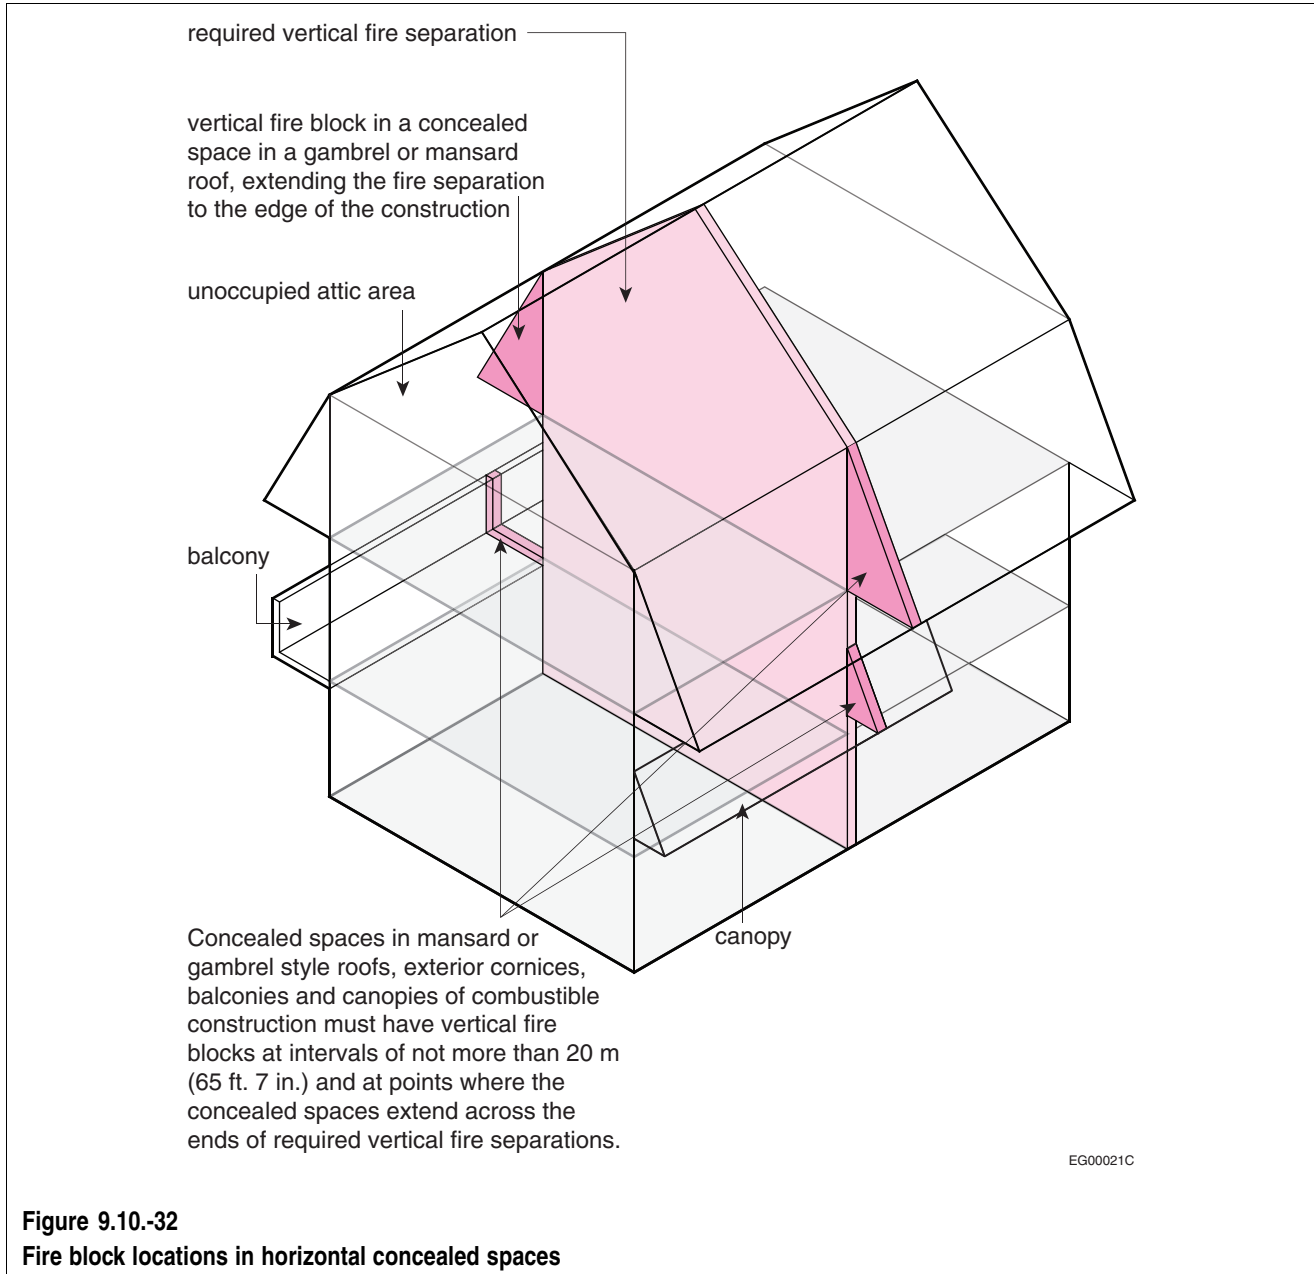 required vertical fire separation
vertical fire block in a concealed
space in a gambrel or mansard
roof, extending the fire separation
to the edge of the construction
unoccupied attic area
balcony
canopy
Concealed spaces in mansard or
gambrel style roofs, exterior cornices,
balconies and canopies of combustible
construction must have vertical fire
blocks at intervals of not more than 20 m
(65 ft. 7 in.) and at points where the
concealed spaces extend across the
ends of required vertical fire separations.
EG00021C
Figure 9.10.-32
Fire block locations in horizontal concealed spaces